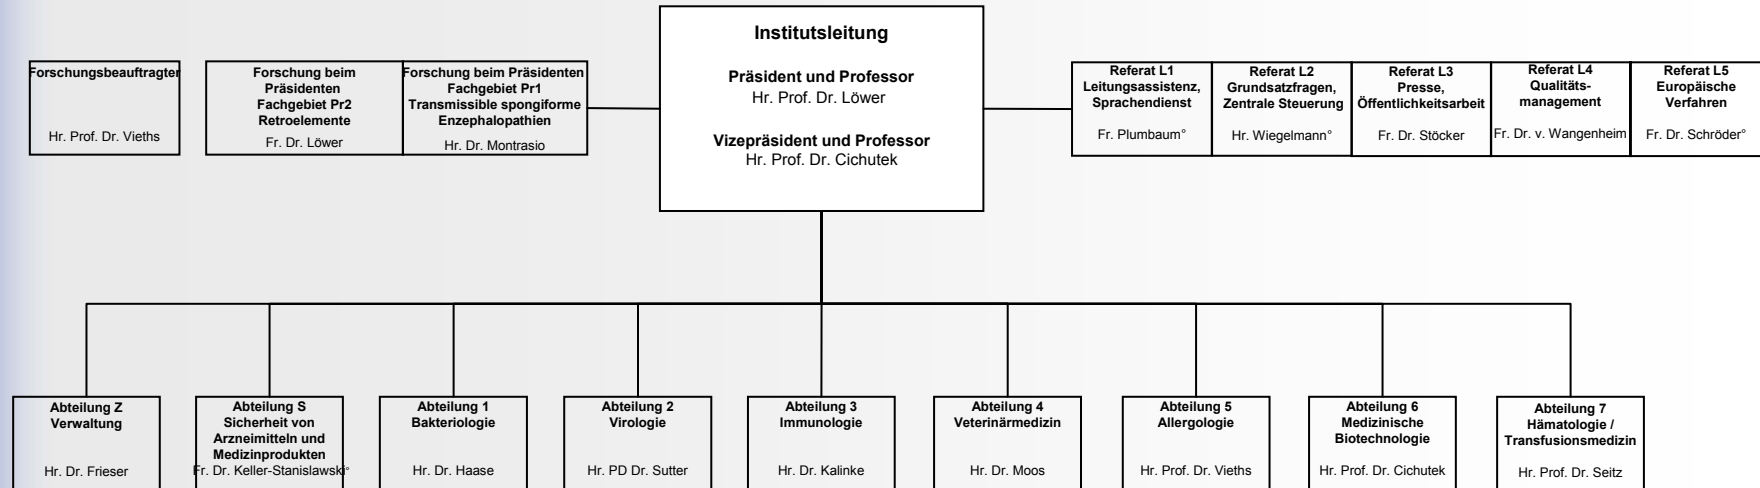 Institutsleitung
Präsident und Professor
Hr. Prof. Dr. Löwer
Vizepräsident und Professor
Hr. Prof. Dr. Cichutek
Forschungsbeauftragter
Hr. Prof. Dr. Vieths
Forschung beim
Präsidenten
Fachgebiet Pr2
Retroelemente
Fr. Dr. Löwer
Forschung beim Präsidenten
Fachgebiet Pr1
Transmissible spongiforme
Enzephalopathien
Hr. Dr. Montrasio
Referat L1
Leitungsassistenz,
Sprachendienst
Fr. Plumbaum°
Referat L2
Grundsatzfragen,
Zentrale Steuerung
Hr. Wiegelmann°
Referat L3
Presse,
Öffentlichkeitsarbeit
Fr. Dr. Stöcker
Referat L4
Qualitäts-
management
Fr. Dr. v. Wangenheim
Referat L5
Europäische
Verfahren
Fr. Dr. Schröder°
Abteilung Z
Verwaltung
Hr. Dr. Frieser
Abteilung S
Sicherheit von
Arzneimitteln und
Medizinprodukten
Fr. Dr. Keller-Stanislawski°
Abteilung 1
Bakteriologie
Hr. Dr. Haase
Abteilung 2
Virologie
Hr. PD Dr. Sutter
Abteilung 3
Immunologie
Hr. Dr. Kalinke
Abteilung 4
Veterinärmedizin
Hr. Dr. Moos
Abteilung 5
Allergologie
Hr. Prof. Dr. Vieths
Abteilung 6
Medizinische
Biotechnologie
Hr. Prof. Dr. Cichutek
Abteilung 7
Hämatologie /
Transfusionsmedizin
Hr. Prof. Dr. Seitz